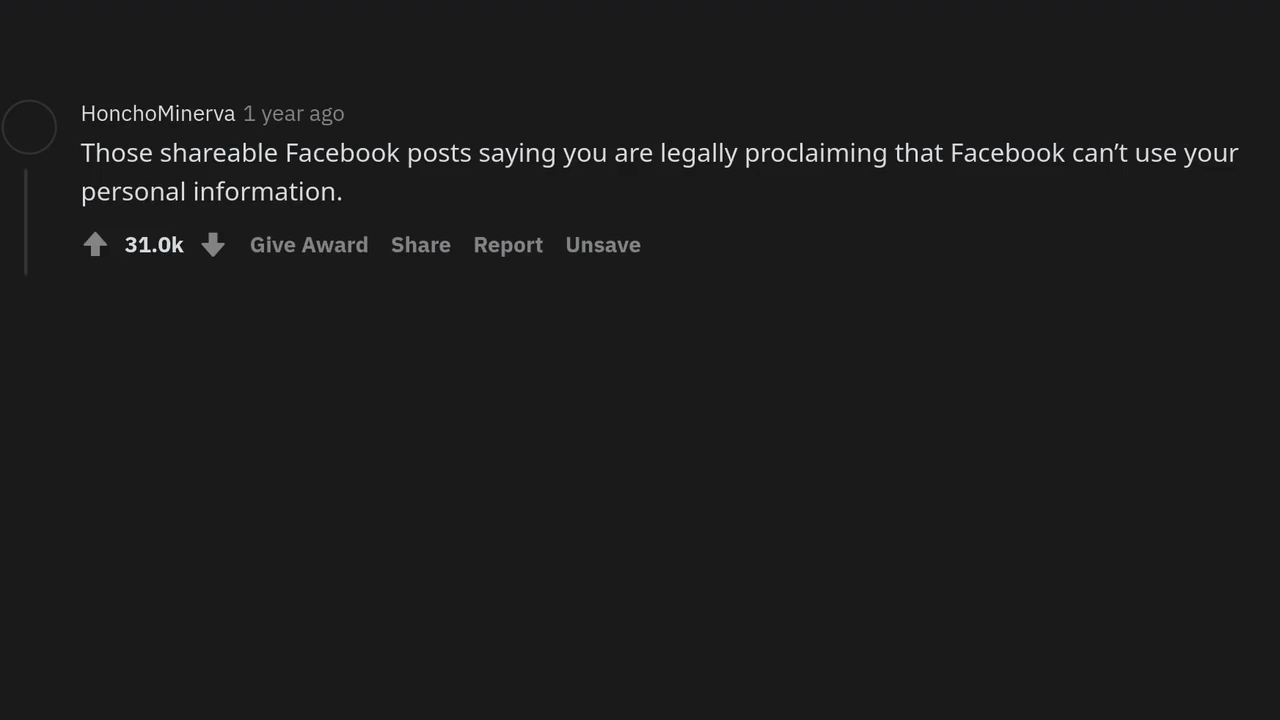 HonchoMinerva 1 year ago
Those shareable Facebook posts saying you are legally proclaiming that Facebook can’t use your
personal information.
31.0k Give Award Share Report Unsave